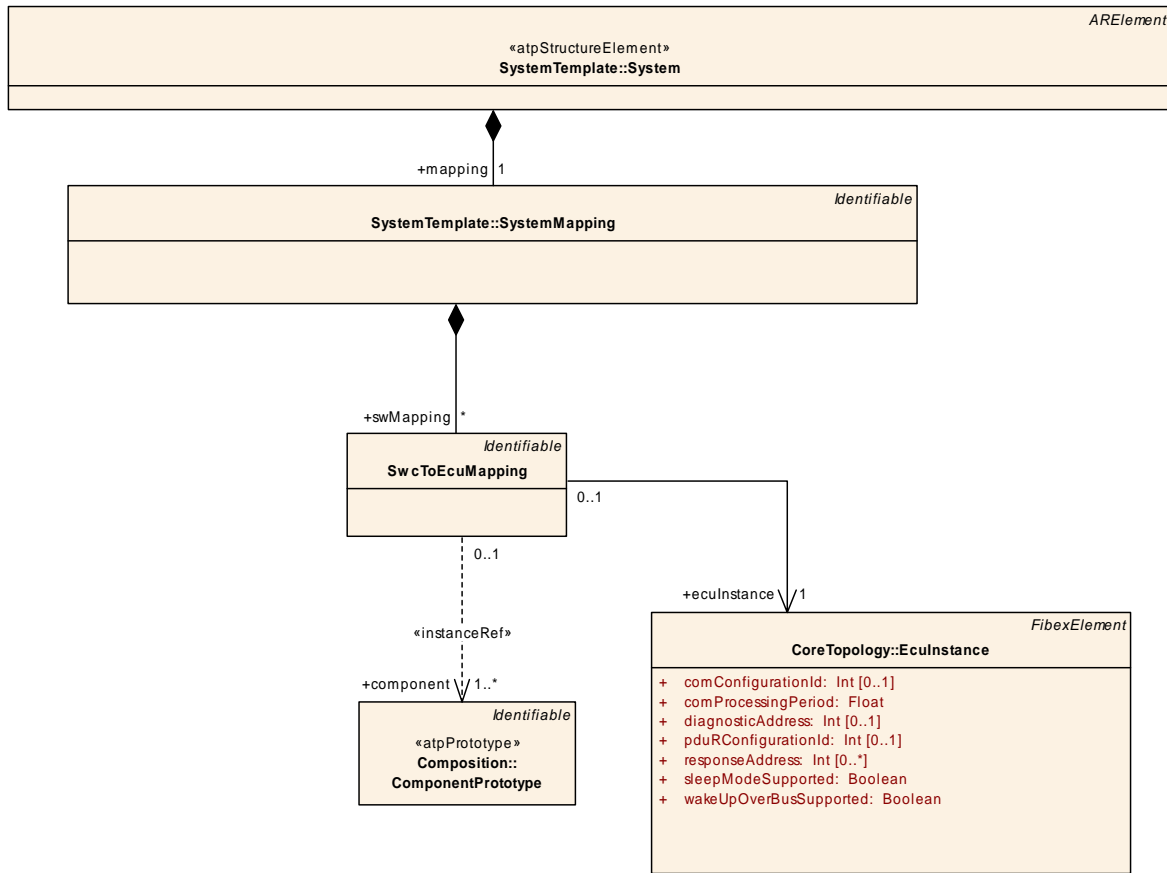 ARElement
«atpStructureElement»
SystemTemplate::System
+mapping 1
Identifiable
SystemTemplate::SystemMapping
+swMapping *
Identifiable
SwcToEcuMapping
0..1
0..1
+ecuInstance 1
«instanceRef»
FibexElement
CoreTopology::EcuInstance
+ comConfigurationId: Int [0..1]
+ comProcessingPeriod: Float
+ diagnosticAddress: Int [0..1]
+ pduRConfigurationId: Int [0..1]
+ responseAddress: Int [0..*]
+ sleepModeSupported: Boolean
+ wakeUpOverBusSupported: Boolean
+component 1..*
Identifiable
«atpPrototype»
Composition::
ComponentPrototype